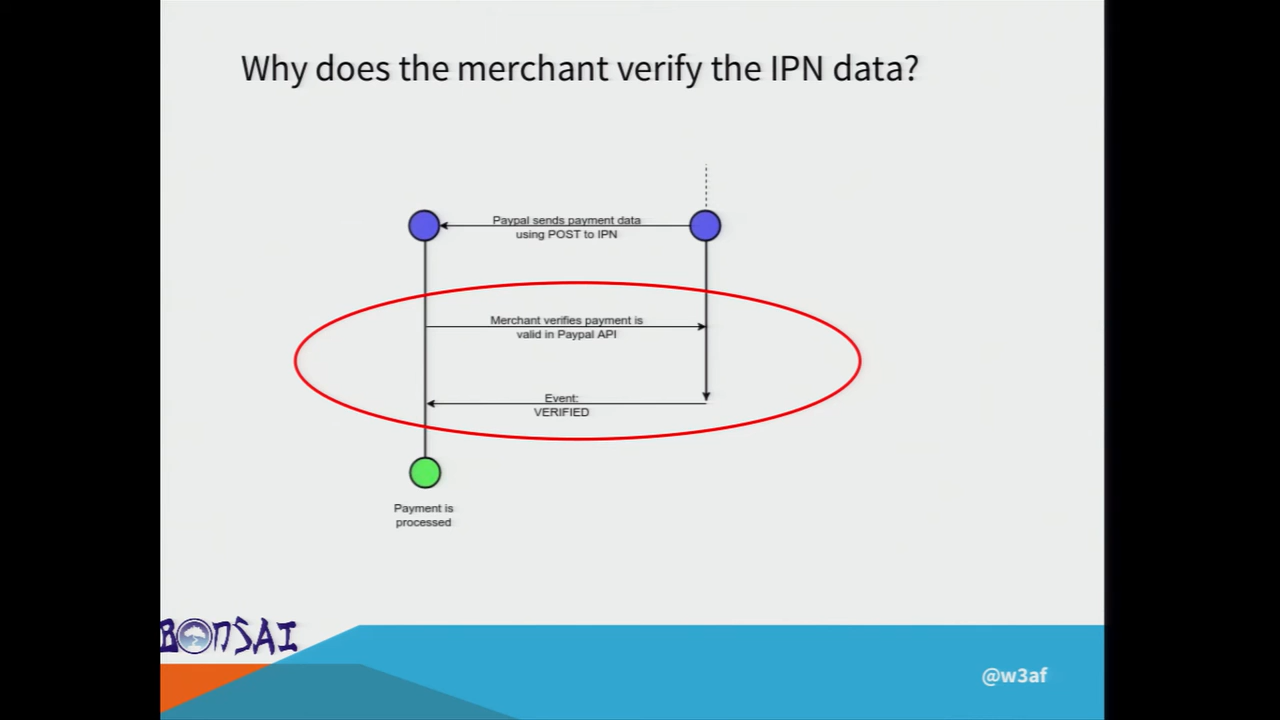 Why does the merchant verify the IPN data?
Paypal sends payment data
using POST to IPN
Merchant verifies payment is
valid in Paypal API
Event:
VERIFIED
Payment is
processed
BONSAI
@w3af